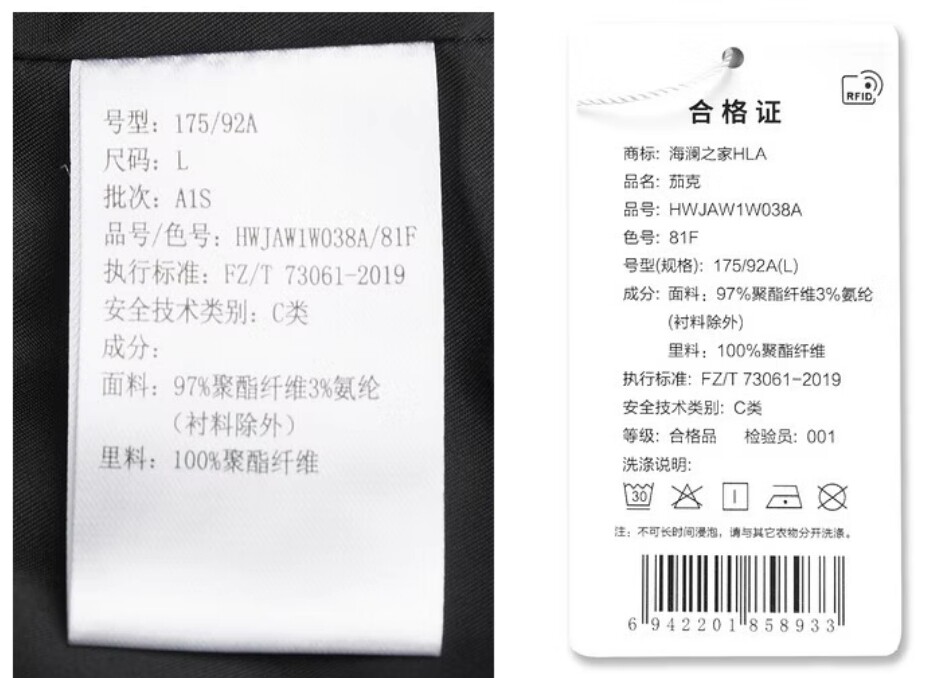 号型：175/92A
尺码：L
批次：A1S
品号/色号：HWJAW1W038A/81F
执行标准：FZ/T 73061-2019
安全技术类别：C类
成分：
面料：97%聚酯纤维3%氨纶
（衬料除外）
里料：100%聚酯纤维
RFID
合格证
商标：海澜之家HLA
品名：茄克
品号：HWJAW1W038A
色号：81F
号型(规格)：175/92A(L)
成分：面料：97%聚酯纤维3%氨纶
(衬料除外)
里料：100%聚酯纤维
执行标准：FZ/T 73061-2019
安全技术类别：C类
等级：合格品 检验员：001
洗涤说明：
30
注：不可长时间浸泡，请与其它衣物分开洗涤。
6 942201 858933